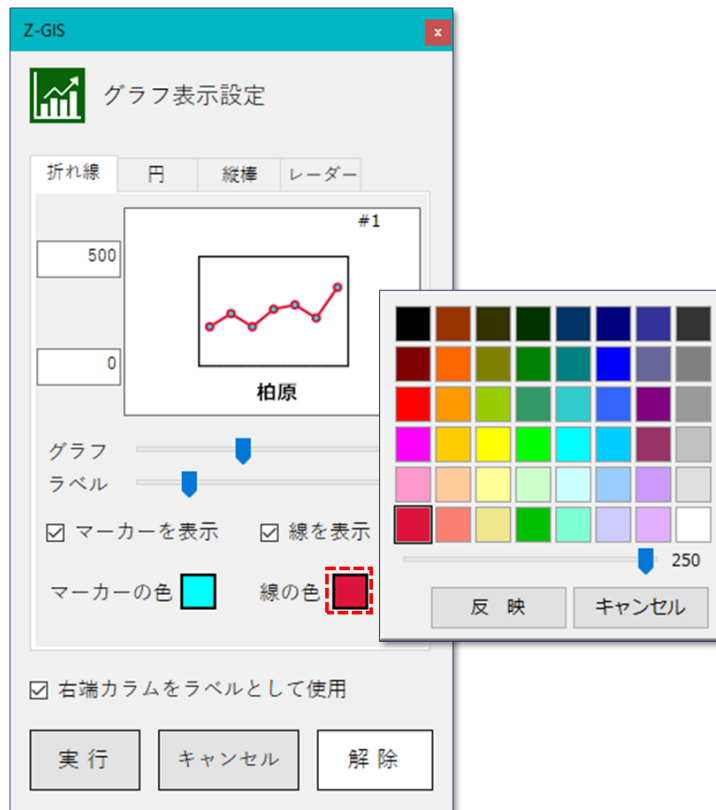 Z-GIS
x
グラフ表示設定
折れ線
円
縦棒
レーダー
#1
500
0
柏原
グラフ
ラベル
マーカーを表示
線を表示
マーカーの色
線の色
250
反 映
キャンセル
右端カラムをラベルとして使用
実 行
キャンセル
解 除